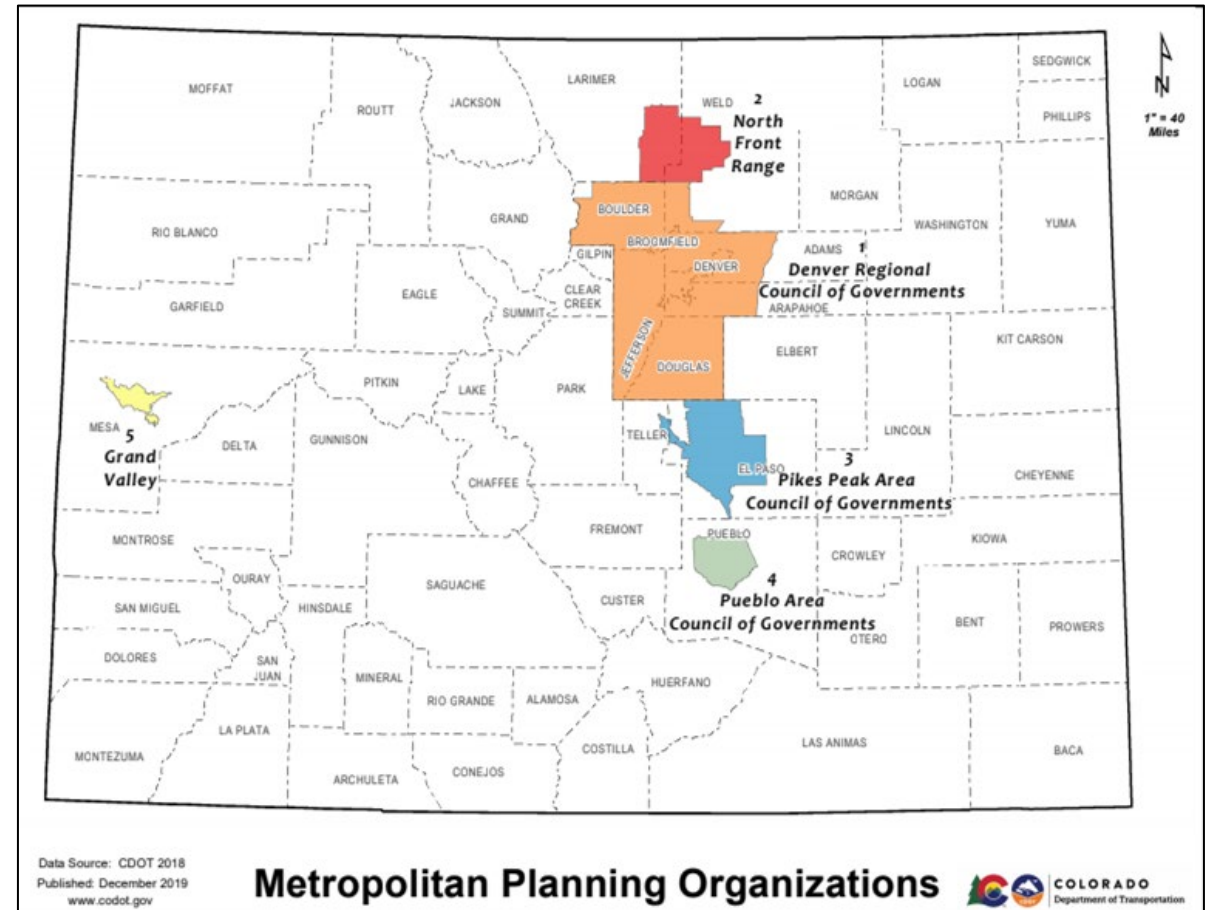 SEDGWICK
LARIMER
LOGAN
MOFFAT
JACKSON
WELD
ROUTT
PHILLIPS
N
1" = 40
Miles
2
North
Front
Range
MORGAN
BOULDER
GRAND
WASHINGTON
YUMA
RIO BLANCO
BROOMFIELD
ADAMS
GILPIN
DENVER
1
Denver Regional
Council of Governments
EAGLE
CLEAR
CREEK
GARFIELD
SUMMIT
ARAPAHOE
JEFFERSON
KIT CARSON
ELBERT
DOUGLAS
PITKIN
LAKE
PARK
MESA
5
Grand
Valley
DELTA
GUNNISON
TELLER
LINCOLN
EL PASO
3
Pikes Peak Area
Council of Governments
CHEYENNE
CHAFFEE
FREMONT
PUEBLO
KIOWA
MONTROSE
CROWLEY
OURAY
SAGUACHE
4
Pueblo Area
Council of Governments
SAN MIGUEL
HINSDALE
CUSTER
OTERO
BENT
PROWERS
DOLORES
SAN
JUAN
MINERAL
RIO GRANDE
ALAMOSA
HUERFANO
LA PLATA
MONTEZUMA
ARCHULETA
CONEJOS
COSTILLA
LAS ANIMAS
BACA
Data Source: CDOT 2018
Published: December 2019
www.codot.gov
Metropolitan Planning Organizations
COLORADO
Department of Transportation